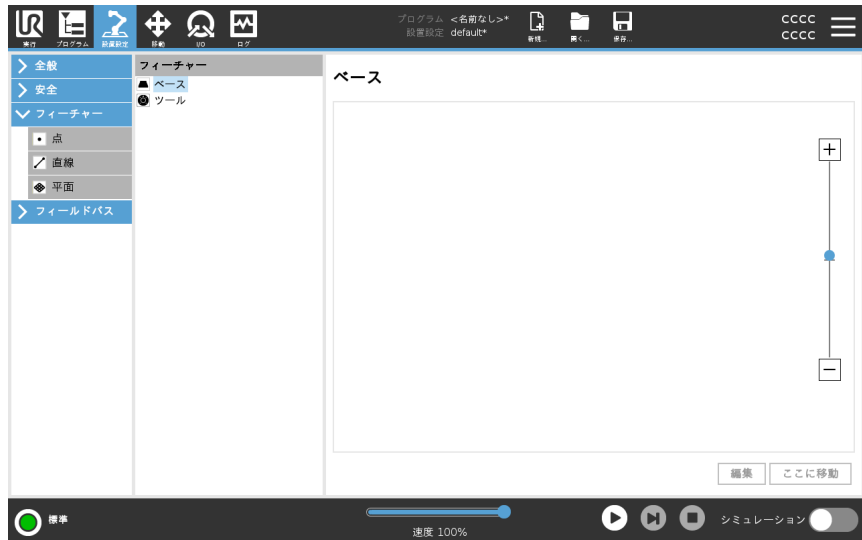 UR
実行
プログラム
設置設定
移動
I/O
ログ
プログラム <名前なし>*
設置設定 default*
新規...
開く...
保存...
CCCC
CCCC
全般
安全
フィーチャー
点
直線
平面
フィールドバス
フィーチャー
ベース
ツール
ベース
編集
ここに移動
標準
速度 100%
シミュレーション